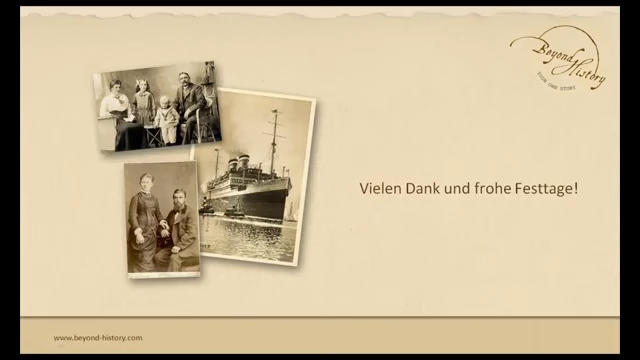 Beyond
History
YOUR OWN STORY
Vielen Dank und frohe Festtage!
www.beyond-history.com